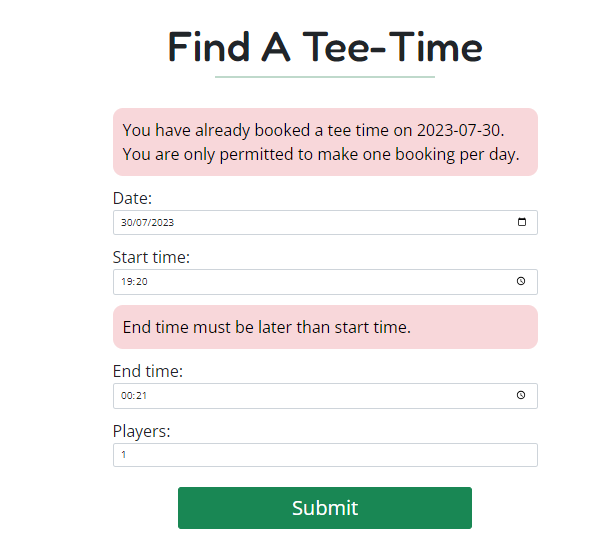 Find A Tee-Time
You have already booked a tee time on 2023-07-30.
You are only permitted to make one booking per day.
Date:
30/07/2023
Start time:
19:20
End time must be later than start time.
End time:
00:21
Players:
1
Submit